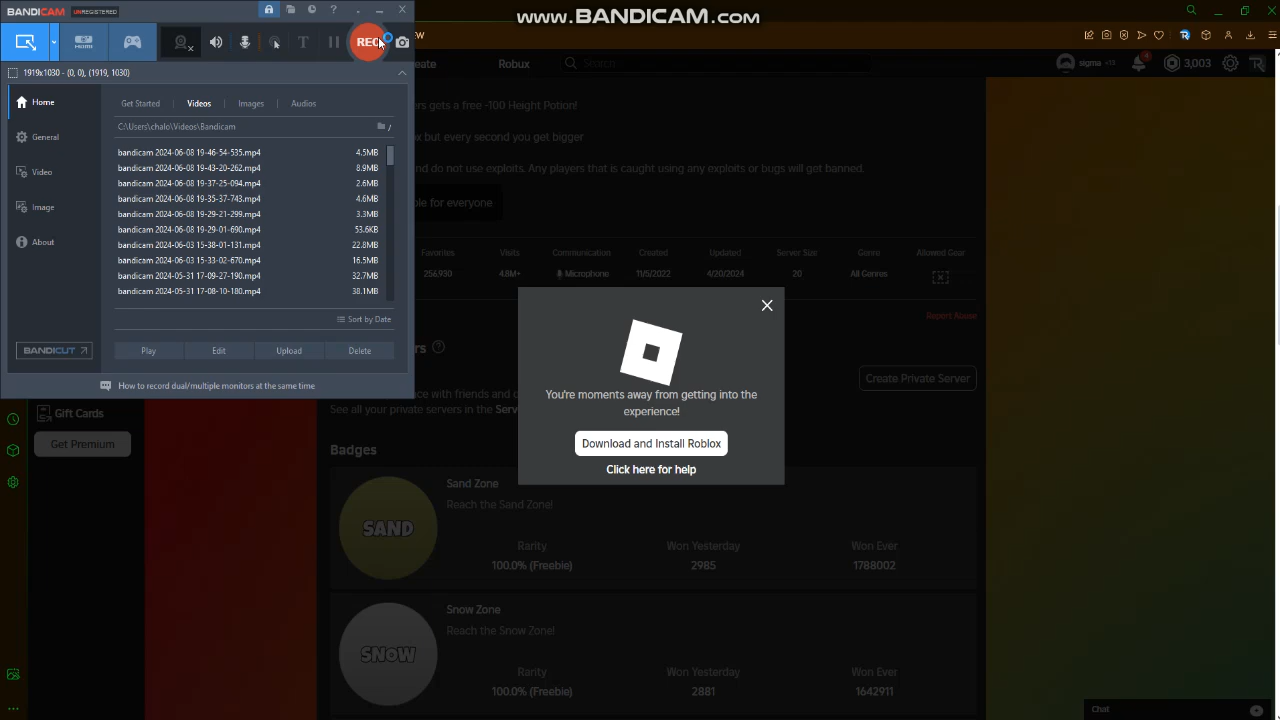 BANDICAM UNREGISTERED
www.BANDICAM.com
HOME
REC
1919x1030 - (0, 0), (1919, 1030)
Home
General
Video
Image
About
BANDICUT
Get Started Videos Images Audios
C:\Users\chalo\Videos\Bandicam
bandicam 2024-06-08 19-46-54-535.mp4 4.5MB
bandicam 2024-06-08 19-43-20-262.mp4 8.9MB
bandicam 2024-06-08 19-37-25-094.mp4 2.6MB
bandicam 2024-06-08 19-35-37-743.mp4 4.6MB
bandicam 2024-06-08 19-29-21-299.mp4 3.3MB
bandicam 2024-06-08 19-29-01-690.mp4 53.6KB
bandicam 2024-06-03 15-38-01-131.mp4 22.8MB
bandicam 2024-06-03 15-33-02-670.mp4 16.5MB
bandicam 2024-05-31 17-09-27-190.mp4 32.7MB
bandicam 2024-05-31 17-08-10-180.mp4 38.1MB
Sort by Date
Play Edit Upload Delete
How to record dual/multiple monitors at the same time
eate Robux Search sigma +13 3,003
ers gets a free -100 Height Potion!
x but every second you get bigger
and do not use exploits. Any players that is caught using any exploits or bugs will get banned.
ble for everyone
Favorites Visits Communication Created Updated Server Size Genre Allowed Gear
256,930 4.8M+ Microphone 11/5/2022 4/20/2024 20 All Genres
Report Abuse
Create Private Server
You're moments away from getting into the
experience!
Download and Install Roblox
Click here for help
Gift Cards
Get Premium
See all your private servers in the
Badges
SAND
Sand Zone
Reach the Sand Zone!
Rarity Won Yesterday Won Ever
100.0% (Freebie) 2985 1788002
SNOW
Snow Zone
Reach the Snow Zone!
Rarity Won Yesterday Won Ever
100.0% (Freebie) 2881 1642911
Chat